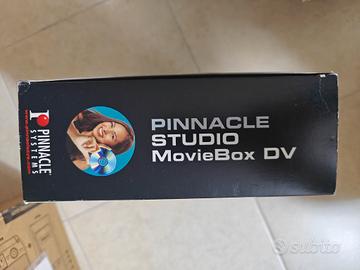 PINNACLE
SYSTEMS
PINNACLE
STUDIO
MovieBox DV
subito